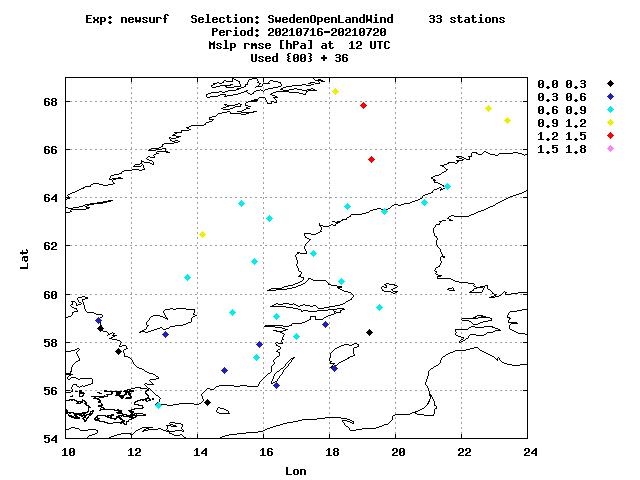 Exp: newsurf   Selection: SwedenOpenLandWind     33 stations
Period: 20210716-20210720
Mslp rmse [hPa] at  12 UTC
Used {00} + 36
0.0 0.3
0.3 0.6
0.6 0.9
0.9 1.2
1.2 1.5
1.5 1.8
68
66
64
62
60
58
56
54
Lat
10 12 14 16 18 20 22 24
Lon